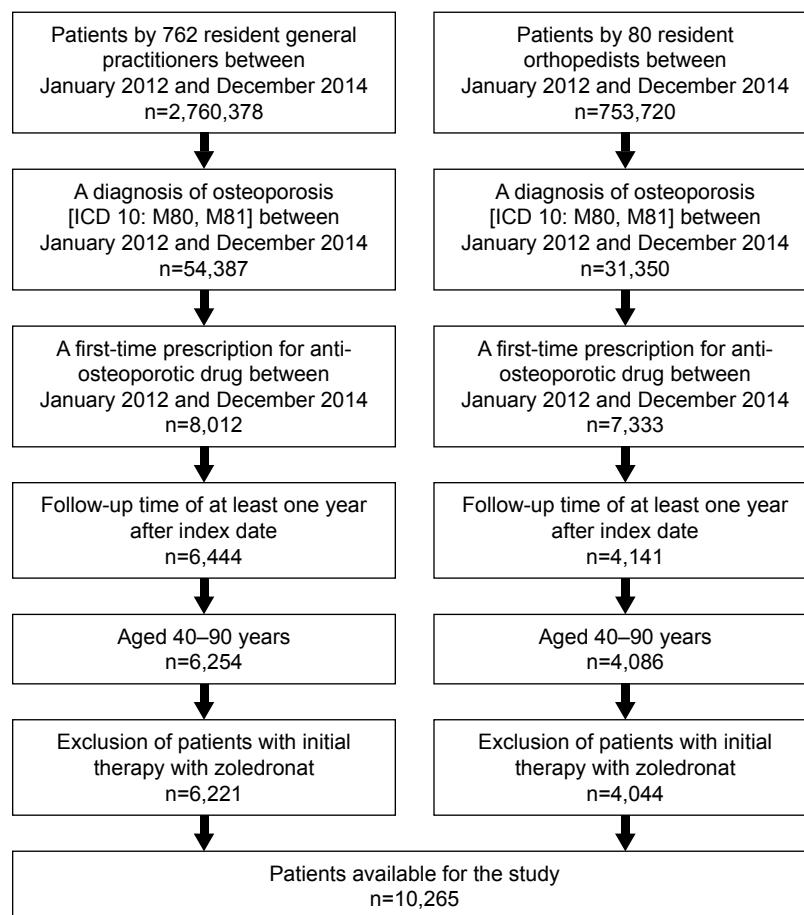 Patients by 762 resident general
practitioners between
January 2012 and December 2014
n=2,760,378
A diagnosis of osteoporosis
[ICD 10: M80, M81] between
January 2012 and December 2014
n=54,387
A first-time prescription for anti-
osteoporotic drug between
January 2012 and December 2014
n=8,012
Follow-up time of at least one year
after index date
n=6,444
Aged 40–90 years
n=6,254
Exclusion of patients with initial
therapy with zoledronat
n=6,221
Patients by 80 resident
orthopedists between
January 2012 and December 2014
n=753,720
A diagnosis of osteoporosis
[ICD 10: M80, M81] between
January 2012 and December 2014
n=31,350
A first-time prescription for anti-
osteoporotic drug between
January 2012 and December 2014
n=7,333
Follow-up time of at least one year
after index date
n=4,141
Aged 40–90 years
n=4,086
Exclusion of patients with initial
therapy with zoledronat
n=4,044
Patients available for the study
n=10,265